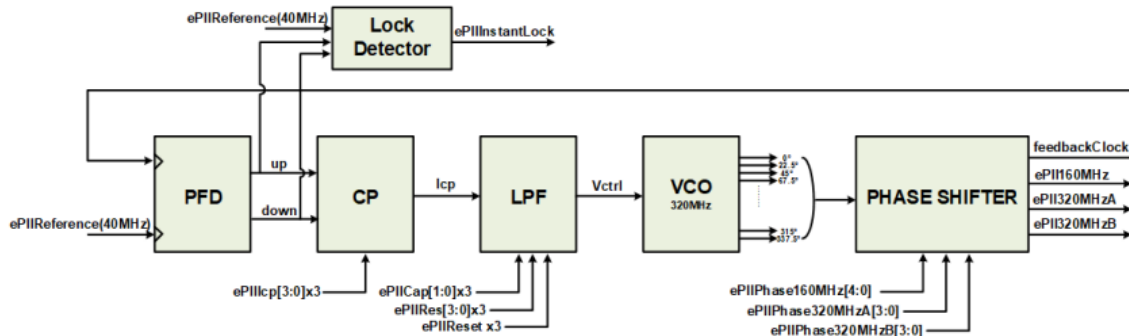 ePllReference(40MHz)
Lock
Detector
ePllInstantLock
PFD
up
down
ePllReference(40MHz)
CP
Icp
LPF
Vctrl
VCO
320MHz
0°
22.5°
45°
67.5°
315°
337.5°
PHASE SHIFTER
feedbackClock
ePll160MHz
ePll320MHzA
ePll320MHzB
ePllIcp[3:0]x3
ePllCap[1:0]x3
ePllRes[3:0]x3
ePllReset x3
ePllPhase160MHz[4:0]
ePllPhase320MHzA[3:0]
ePllPhase320MHzB[3:0]